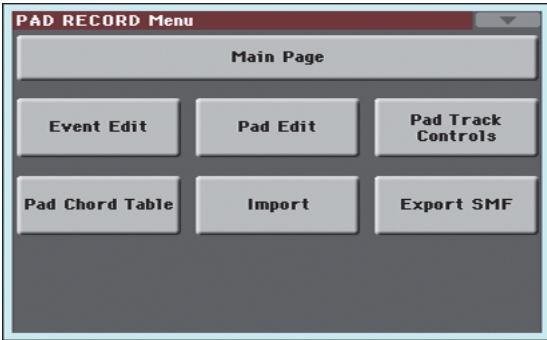 PAD RECORD Menu
Main Page
Event Edit
Pad Edit
Pad Track
Controls
Pad Chord Table
Import
Export SMF